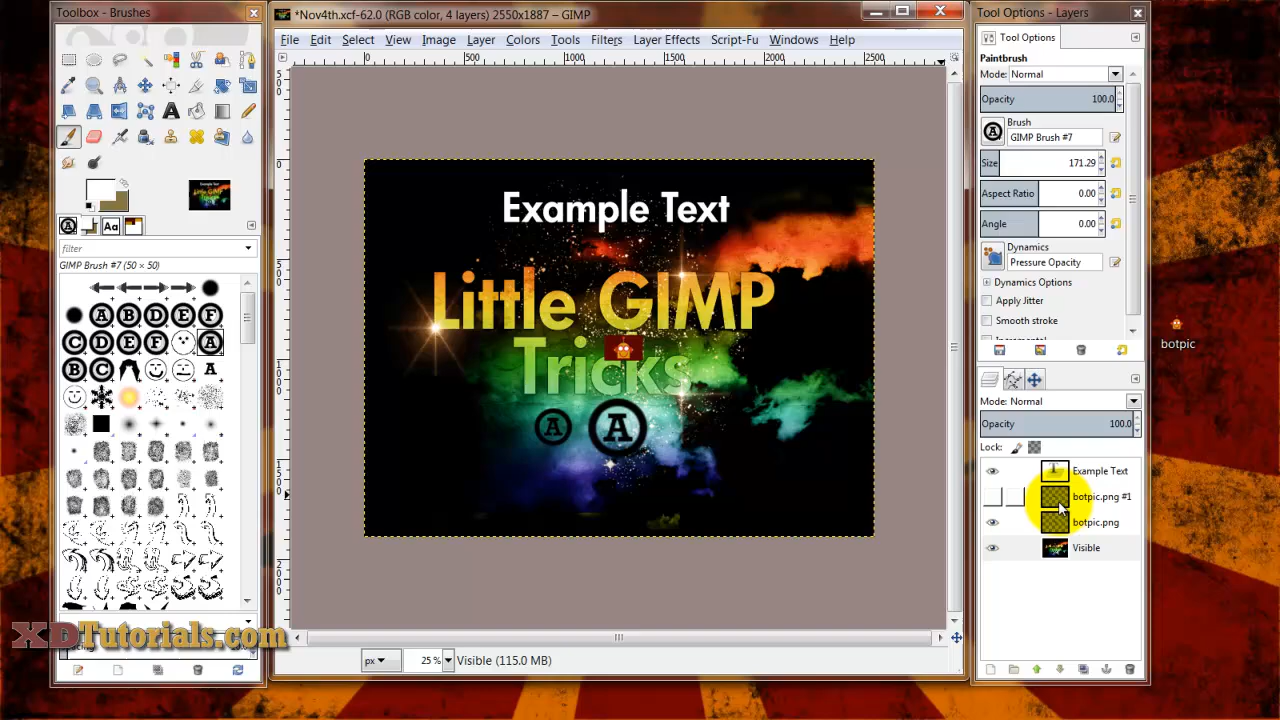 Toolbox - Brushes
*Nov4th.xcf-62.0 (RGB color, 4 layers) 2550x1887 – GIMP
Tool Options - Layers
File Edit Select View Image Layer Colors Tools Filters Layer Effects Script-Fu Windows Help
Tool Options
Paintbrush
Mode: Normal
Opacity 100.0
Brush
GIMP Brush #7
Size 171.29
Aspect Ratio 0.00
Angle 0.00
Dynamics
Pressure Opacity
Dynamics Options
Apply Jitter
Smooth stroke
Incremental
filter
GIMP Brush #7 (50 × 50)
0 500 1000 1500 2000 2500
Example Text
Little GIMP
Tricks
A A
botpic
Mode: Normal
Opacity 100.0
Lock:
Example Text
botpic.png #1
botpic.png
Visible
XDTutorials.com
px 25 % Visible (115.0 MB)